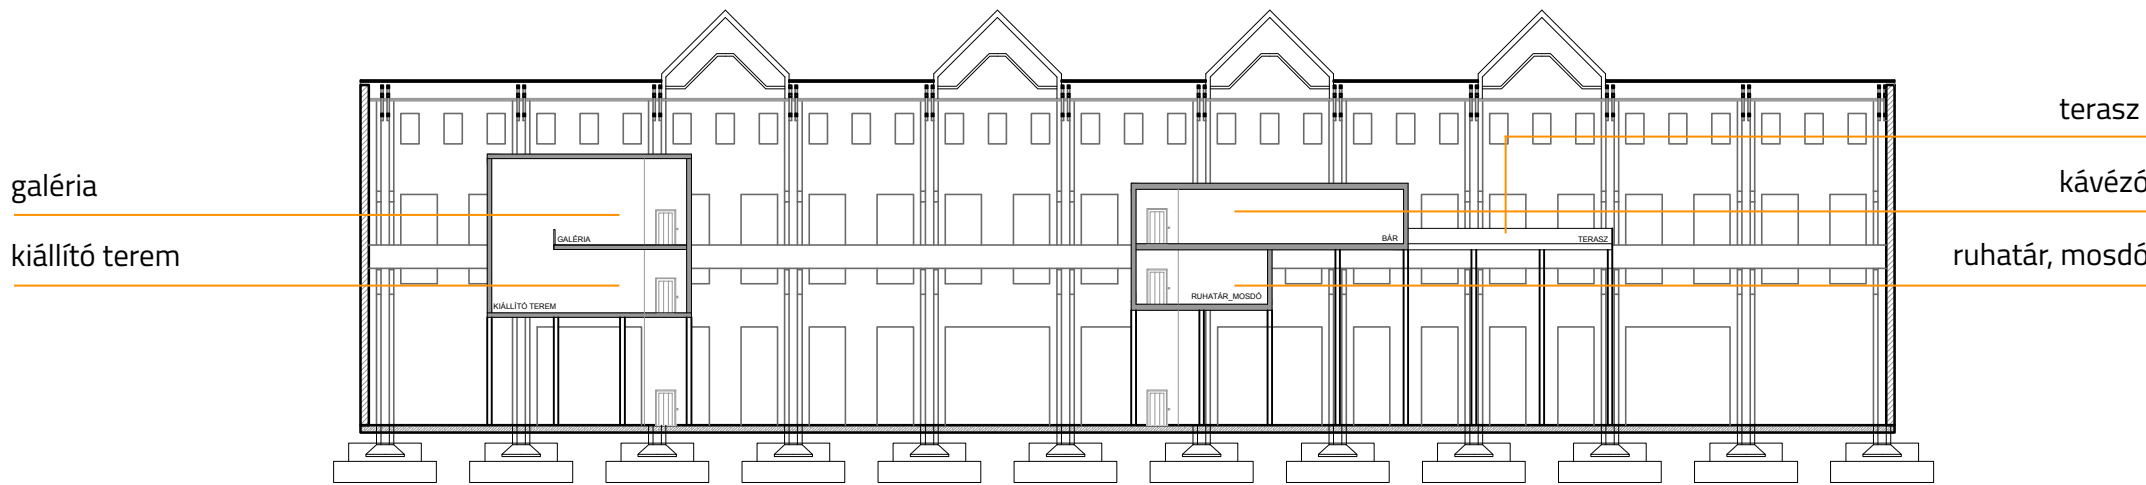 terasz
kávézó
galéria
GALÉRIA
BÁR
TERASZ
kiállító terem
ruhatár, mosdó
KIÁLLÍTÓ TEREM
RUHATÁR_MOSDÓ